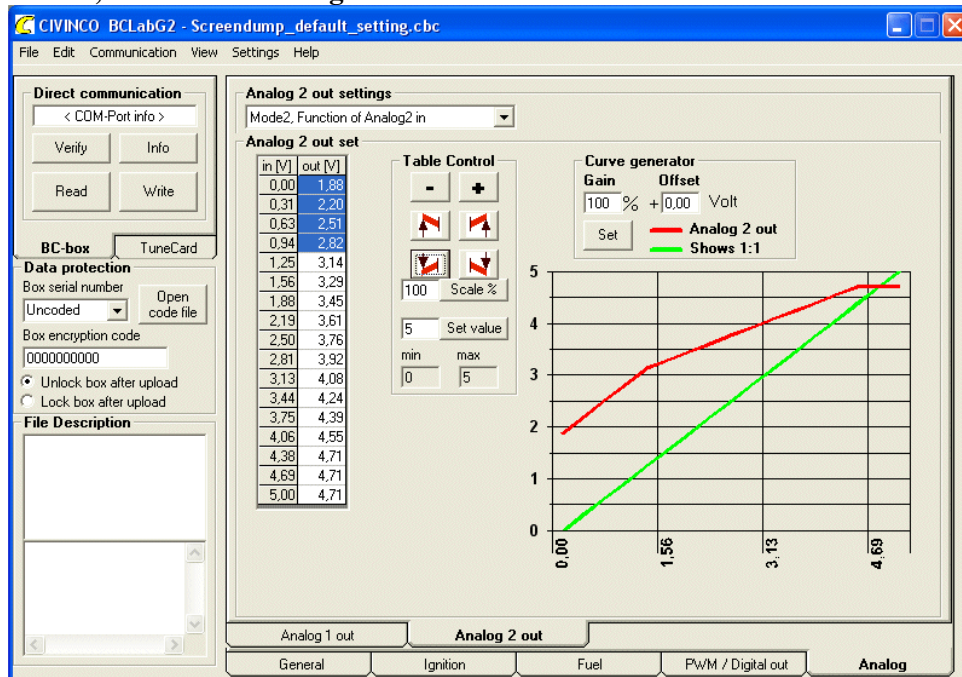 CIVINCO BCLabG2 - Screendump_default_setting.cbc
File Edit Communication View Settings Help
Direct communication
< COM-Port info >
Verify Info
Read Write
BC-box TuneCard
Data protection
Box serial number
Uncoded
Open code file
Box encryption code
0000000000
Unlock box after upload
Lock box after upload
File Description
Analog 2 out settings
Mode2, Function of Analog2 in
Analog 2 out set
in [V] out [V]
0,00 1,88
0,31 2,20
0,63 2,51
0,94 2,82
1,25 3,14
1,56 3,29
1,88 3,45
2,19 3,61
2,50 3,76
2,81 3,92
3,13 4,08
3,44 4,24
3,75 4,39
4,06 4,55
4,38 4,71
4,69 4,71
5,00 4,71
Table Control
- +
100 Scale %
5 Set value
min max
0 5
Curve generator
Gain Offset
100 % + 0,00 Volt
Set
Analog 2 out
Shows 1:1
5
4
3
2
1
0
0,00 1,56 3,13 4,69
Analog 1 out Analog 2 out
General Ignition Fuel PWM / Digital out Analog